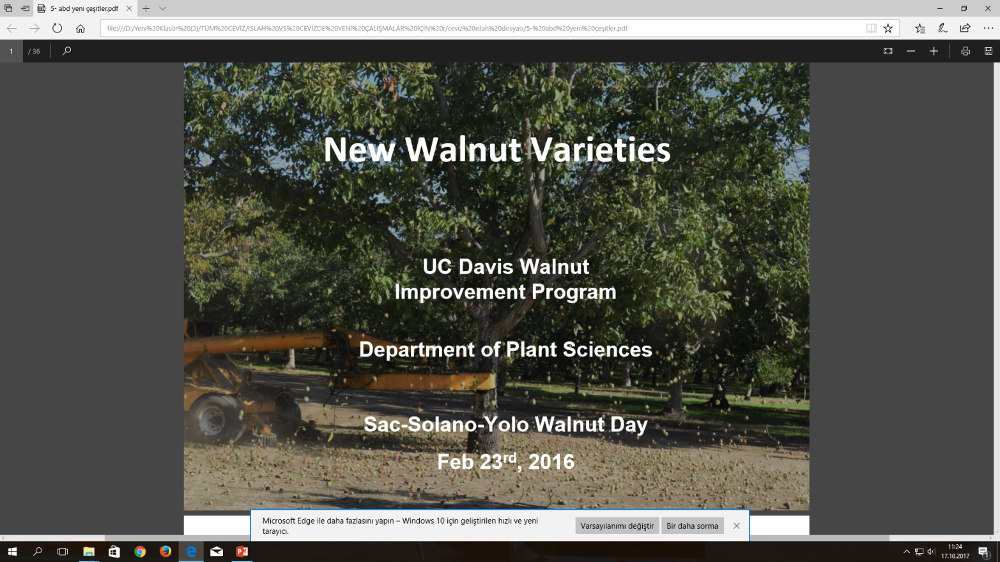 5- abd yeni çeşitler.pdf
file:///D:/Yeni%20Klasör%20(2)/TÜM%20CEVİZ/ISLAH%20VS%20CEVİZDE%20YENİ%20ÇALIŞMALAR%20İÇİN%20r/ceviz%20ıslah%20dosyası/5-%20abd%20yeni%20çeşitler.pdf
1 / 36
New Walnut Varieties
UC Davis Walnut
Improvement Program
Department of Plant Sciences
Sac-Solano-Yolo Walnut Day
Feb 23rd, 2016
Microsoft Edge ile daha fazlasını yapın – Windows 10 için geliştirilen hızlı ve yeni
tarayıcı.
Varsayılanımı değiştir
Bir daha sorma
11:24
17.10.2017
1